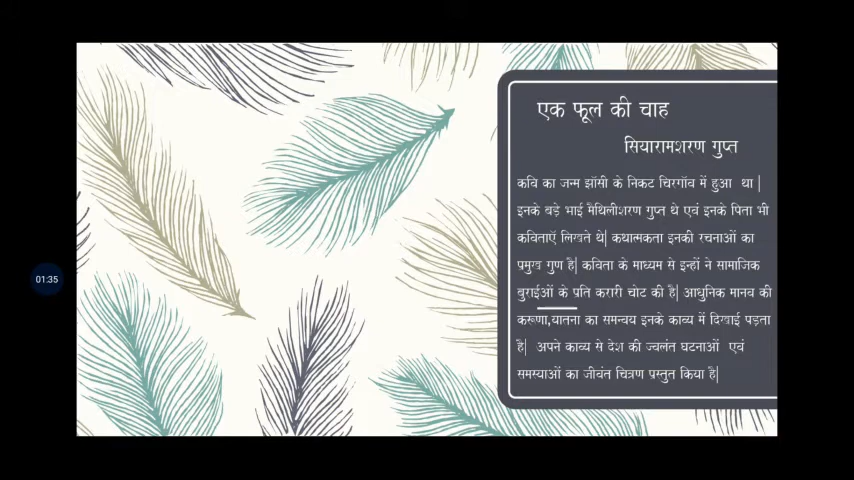 एक फूल की चाह
सियारामशरण गुप्त
कवि का जन्म झाँसी के निकट चिरगाँव में हुआ था|
इनके बड़े भाई मैथिलीशरण गुप्त थे एवं इनके पिता भी
कविताएँ लिखते थे| कथात्मकता इनकी रचनाओं का
प्रमुख गुण है| कविता के माध्यम से इन्हों ने सामाजिक
बुराईओं के प्रति करारी चोट की है| आधुनिक मानव की
करूणा,यातना का समन्वय इनके काव्य में दिखाई पड़ता
है| अपने काव्य से देश की ज्वलंत घटनाओं एवं
समस्याओं का जीवंत चित्रण प्रस्तुत किया है|
01:35